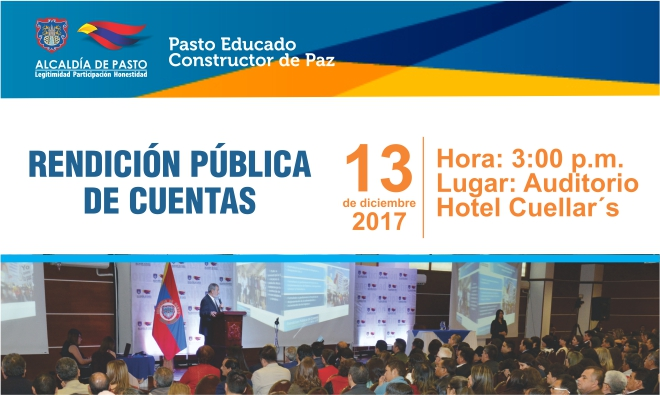 ALCALDÍA DE PASTO
Legitimidad Participación Honestidad
Pasto Educado
Constructor de Paz
RENDICIÓN PÚBLICA
DE CUENTAS
13
de diciembre
2017
Hora: 3:00 p.m.
Lugar: Auditorio
Hotel Cuellar´s